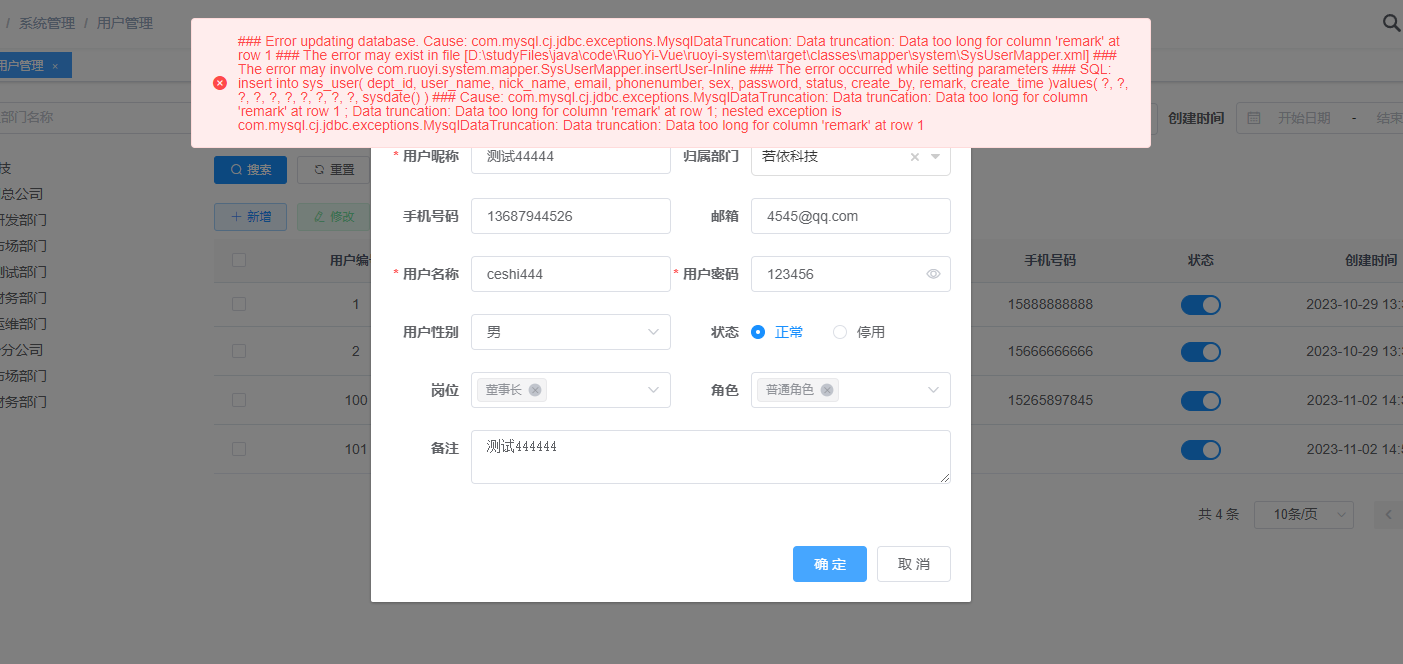 / 系统管理 / 用户管理
用户管理 ×
### Error updating database. Cause: com.mysql.cj.jdbc.exceptions.MysqlDataTruncation: Data truncation: Data too long for column 'remark' at
row 1 ### The error may exist in file [D:\studyFiles\java\code\RuoYi-Vue\ruoyi-system\target\classes\mapper\system\SysUserMapper.xml] ###
The error may involve com.ruoyi.system.mapper.SysUserMapper.insertUser-Inline ### The error occurred while setting parameters ### SQL:
insert into sys_user( dept_id, user_name, nick_name, email, phonenumber, sex, password, status, create_by, remark, create_time )values( ?, ?,
?, ?, ?, ?, ?, ?, ?, ?, sysdate() ) ### Cause: com.mysql.cj.jdbc.exceptions.MysqlDataTruncation: Data truncation: Data too long for column
'remark' at row 1 ; Data truncation: Data too long for column 'remark' at row 1; nested exception is
com.mysql.cj.jdbc.exceptions.MysqlDataTruncation: Data truncation: Data too long for column 'remark' at row 1
部门名称
创建时间 开始日期 - 结束
* 用户昵称 测试44444 归属部门 若依科技
搜索 重置
手机号码 13687944526 邮箱 4545@qq.com
新增 修改
* 用户名称 ceshi444 * 用户密码 123456
用户性别 男 状态 正常 停用
岗位 董事长 角色 普通角色
备注 测试444444
确 定 取 消
技
总公司
研发部门
市场部门
测试部门
财务部门
运维部门
分公司
市场部门
财务部门
用户编 手机号码 状态 创建时间
1 15888888888 2023-10-29 13:
2 15666666666 2023-10-29 13:
100 15265897845 2023-11-02 14:
101 2023-11-02 14:
共 4 条 10条/页